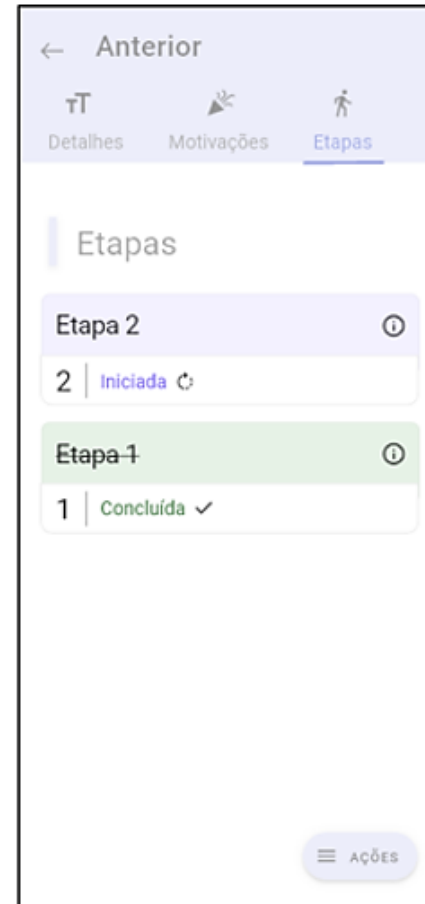 Anterior
Detalhes Motivações Etapas
Etapas
Etapa 2
2 Iniciada
Etapa 1
1 Concluída
AÇÕES